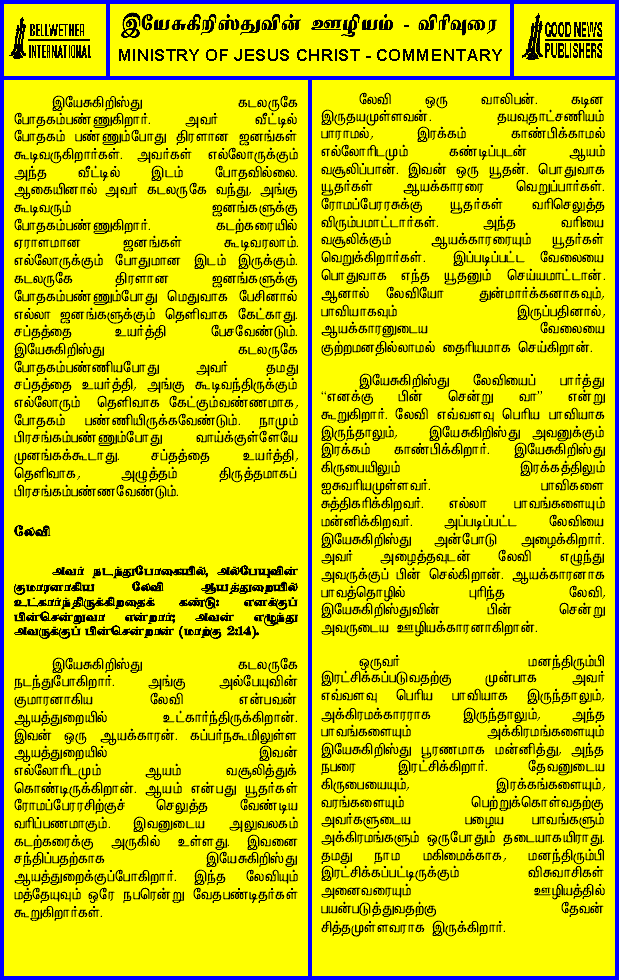 BELLWETHER
INTERNATIONAL
இயேசுகிறிஸ்துவின் ஊழியம் - விரிவுரை
MINISTRY OF JESUS CHRIST - COMMENTARY
GOOD NEWS
PUBLISHERS
இயேசுகிறிஸ்து கடலருகே
போதகம்பண்ணுகிறார். அவர் வீட்டில்
போதகம் பண்ணும்போது திரளான ஜனங்கள்
கூடிவருகிறார்கள். அவர்கள் எல்லோருக்கும்
அந்த வீட்டில் இடம் போதவில்லை.
ஆகையினால் அவர் கடலருகே வந்து, அங்கு
கூடிவரும் ஜனங்களுக்கு
போதகம்பண்ணுகிறார். கடற்கரையில்
ஏராளமான ஜனங்கள் கூடிவரலாம்.
எல்லோருக்கும் போதுமான இடம் இருக்கும்.
கடலருகே திரளான ஜனங்களுக்கு
போதகம்பண்ணும்போது மெதுவாக பேசினால்
எல்லா ஜனங்களுக்கும் தெளிவாக கேட்காது.
சப்தத்தை உயர்த்தி பேசவேண்டும்.
இயேசுகிறிஸ்து கடலருகே
போதகம்பண்ணியபோது அவர் தமது
சப்தத்தை உயர்த்தி, அங்கு கூடிவந்திருக்கும்
எல்லோரும் தெளிவாக கேட்கும்வண்ணமாக,
போதகம் பண்ணியிருக்கவேண்டும். நாமும்
பிரசங்கம்பண்ணும்போது வாய்க்குள்ளேயே
முனங்கக்கூடாது. சப்தத்தை உயர்த்தி,
தெளிவாக, அழுத்தம் திருத்தமாகப்
பிரசங்கம்பண்ணவேண்டும்.
லேவி
அவர் நடந்துபோகையில், அல்பேயுவின்
குமாரனாகிய லேவி ஆயத்துறையில்
உட்கார்ந்திருக்கிறதைக் கண்டு: எனக்குப்
பின்சென்றுவா என்றார்; அவன் எழுந்து
அவருக்குப் பின்சென்றான் (மாற்கு 2:14).
இயேசுகிறிஸ்து கடலருகே
நடந்துபோகிறார். அங்கு அல்பேயுவின்
குமாரனாகிய லேவி என்பவன்
ஆயத்துறையில் உட்கார்ந்திருக்கிறான்.
இவன் ஒரு ஆயக்காரன். கப்பர்நகூமிலுள்ள
ஆயத்துறையில் இவன்
எல்லோரிடமும் ஆயம் வசூலித்துக்
கொண்டிருக்கிறான். ஆயம் என்பது யூதர்கள்
ரோமப்பேரரசிற்குச் செலுத்த வேண்டிய
வரிப்பணமாகும். இவனுடைய அலுவலகம்
கடற்கரைக்கு அருகில் உள்ளது. இவனை
சந்திப்பதற்காக இயேசுகிறிஸ்து
ஆயத்துறைக்குப்போகிறார். இந்த லேவியும்
மத்தேயுவும் ஒரே நபரென்று வேதபண்டிதர்கள்
கூறுகிறார்கள்.
லேவி ஒரு வாலிபன். கடின
இருதயமுள்ளவன். தயவுதாட்சணியம்
பாராமல், இரக்கம் காண்பிக்காமல்
எல்லோரிடமும் கண்டிப்புடன் ஆயம்
வசூலிப்பான். இவன் ஒரு யூதன். பொதுவாக
யூதர்கள் ஆயக்காரரை வெறுப்பார்கள்.
ரோமப்பேரரசுக்கு யூதர்கள் வரிசெலுத்த
விரும்பமாட்டார்கள். அந்த வரியை
வசூலிக்கும் ஆயக்காரரையும் யூதர்கள்
வெறுக்கிறார்கள். இப்படிப்பட்ட வேலையை
பொதுவாக எந்த யூதனும் செய்யமாட்டான்.
ஆனால் லேவியோ துன்மார்க்கனாகவும்,
பாவியாகவும் இருப்பதினால்,
ஆயக்காரனுடைய வேலையை
குற்றமனதில்லாமல் தைரியமாக செய்கிறான்.
இயேசுகிறிஸ்து லேவியைப் பார்த்து
“எனக்கு பின் சென்று வா” என்று
கூறுகிறார். லேவி எவ்வளவு பெரிய பாவியாக
இருந்தாலும், இயேசுகிறிஸ்து அவனுக்கும்
இரக்கம் காண்பிக்கிறார். இயேசுகிறிஸ்து
கிருபையிலும் இரக்கத்திலும்
ஐசுவரியமுள்ளவர். பாவிகளை
சுத்திகரிக்கிறவர். எல்லா பாவங்களையும்
மன்னிக்கிறவர். அப்படிப்பட்ட லேவியை
இயேசுகிறிஸ்து அன்போடு அழைக்கிறார்.
அவர் அழைத்தவுடன் லேவி எழுந்து
அவருக்குப் பின் செல்கிறான். ஆயக்காரனாக
பாவத்தொழில் புரிந்த லேவி,
இயேசுகிறிஸ்துவின் பின் சென்று
அவருடைய ஊழியக்காரனாகிறான்.
ஒருவர் மனந்திரும்பி
இரட்சிக்கப்படுவதற்கு முன்பாக அவர்
எவ்வளவு பெரிய பாவியாக இருந்தாலும்,
அக்கிரமக்காரராக இருந்தாலும், அந்த
பாவங்களையும் அக்கிரமங்களையும்
இயேசுகிறிஸ்து பூரணமாக மன்னித்து, அந்த
நபரை இரட்சிக்கிறார். தேவனுடைய
கிருபையையும், இரக்கங்களையும்,
வரங்களையும் பெற்றுக்கொள்வதற்கு
அவர்களுடைய பழைய பாவங்களும்
அக்கிரமங்களும் ஒருபோதும் தடையாகயிராது.
தமது நாம மகிமைக்காக, மனந்திரும்பி
இரட்சிக்கப்பட்டிருக்கும் விசுவாசிகள்
அனைவரையும் ஊழியத்தில்
பயன்படுத்துவதற்கு தேவன்
சித்தமுள்ளவராக இருக்கிறார்.